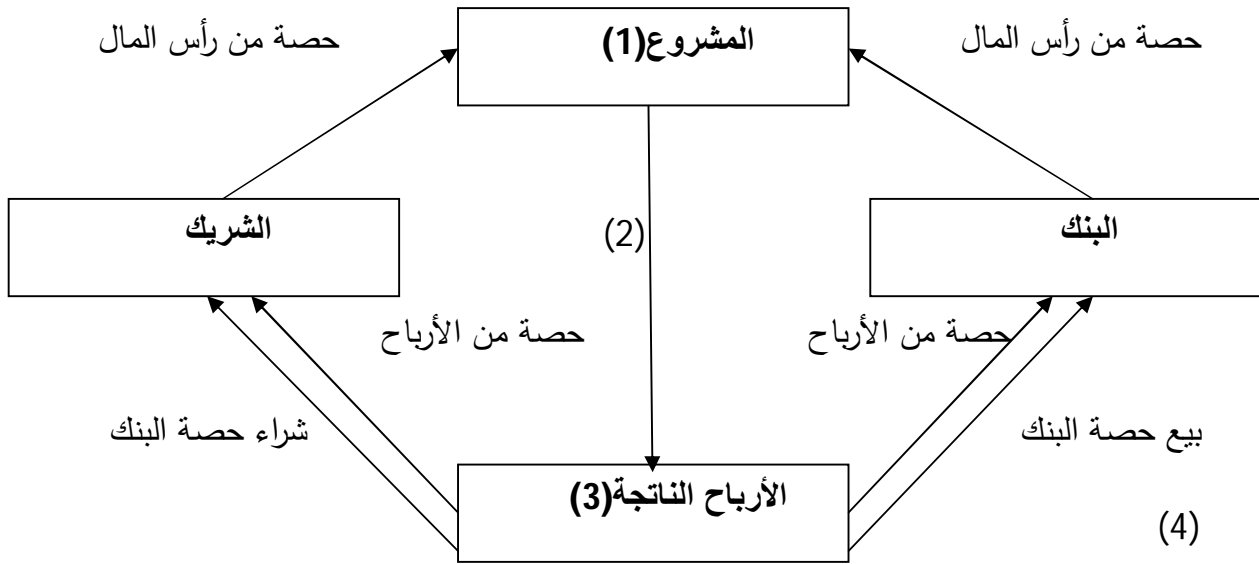 المشروع(1)
حصة من رأس المال
حصة من رأس المال
البنك
الشريك
(2)
حصة من الأرباح
حصة من الأرباح
بيع حصة البنك
شراء حصة البنك
الأرباح الناتجة(3)
(4)